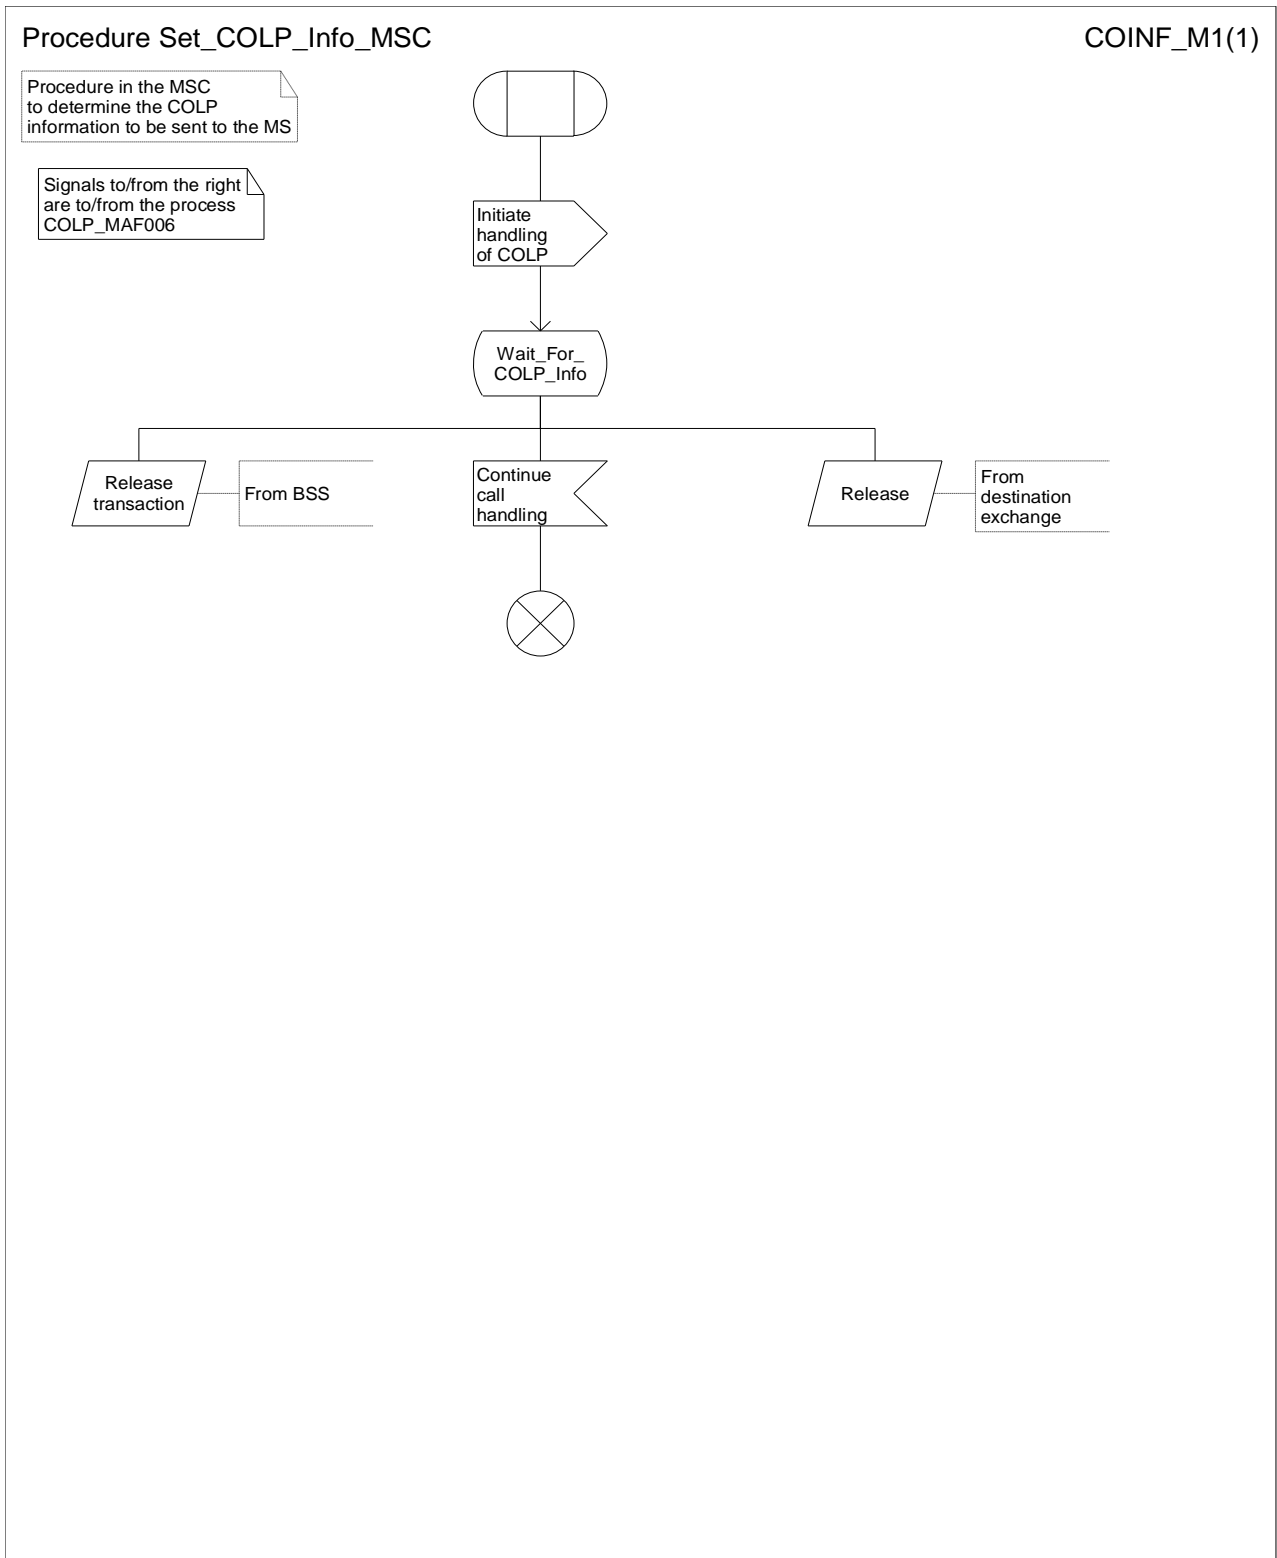 Procedure Set_COLP_Info_MSC
COINF_M1(1)
Procedure in the MSC
to determine the COLP
information to be sent to the MS
Signals to/from the right
are to/from the process
COLP_MAF006
Initiate
handling
of COLP
Wait_For_
COLP_Info
Release
transaction
From BSS
Continue
call
handling
Release
From
destination
exchange